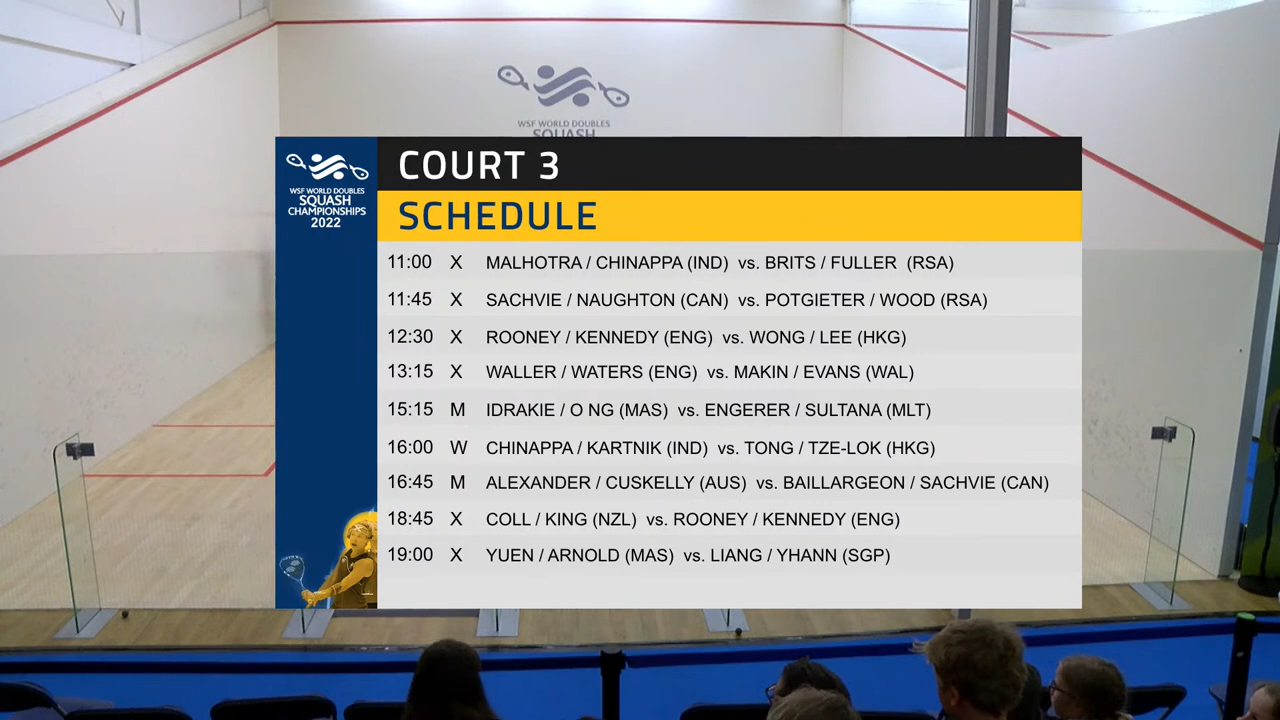 WSF WORLD DOUBLES
SQUASH
WSF WORLD DOUBLES
SQUASH
CHAMPIONSHIPS
2022
COURT 3
SCHEDULE
11:00 X MALHOTRA / CHINAPPA (IND) vs. BRITS / FULLER (RSA)
11:45 X SACHVIE / NAUGHTON (CAN) vs. POTGIETER / WOOD (RSA)
12:30 X ROONEY / KENNEDY (ENG) vs. WONG / LEE (HKG)
13:15 X WALLER / WATERS (ENG) vs. MAKIN / EVANS (WAL)
15:15 M IDRAKIE / O NG (MAS) vs. ENGERER / SULTANA (MLT)
16:00 W CHINAPPA / KARTNIK (IND) vs. TONG / TZE-LOK (HKG)
16:45 M ALEXANDER / CUSKELLY (AUS) vs. BAILLARGEON / SACHVIE (CAN)
18:45 X COLL / KING (NZL) vs. ROONEY / KENNEDY (ENG)
19:00 X YUEN / ARNOLD (MAS) vs. LIANG / YHANN (SGP)